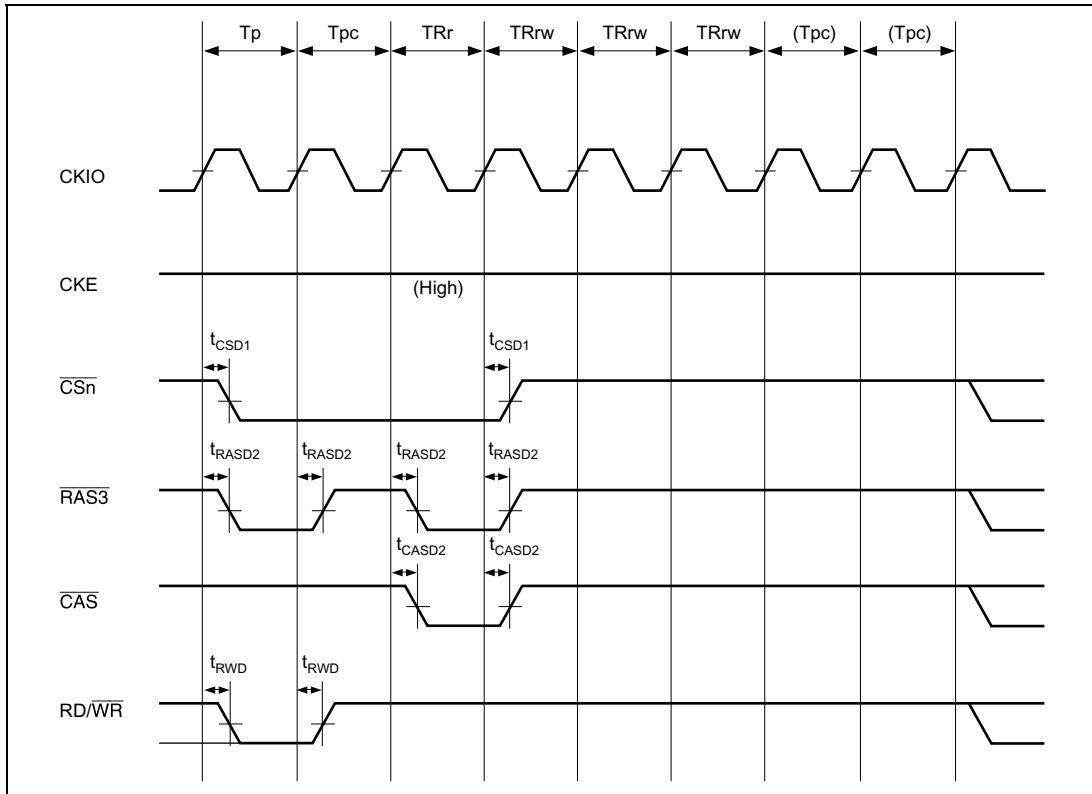 Tp Tpc TRr TRrw TRrw TRrw (Tpc) (Tpc)
CKIO
CKE
(High)
tCSD1 tCSD1
CSn
tRASD2 tRASD2 tRASD2 tRASD2
RAS3
tCASD2 tCASD2
CAS
tRWD tRWD
RD/WR